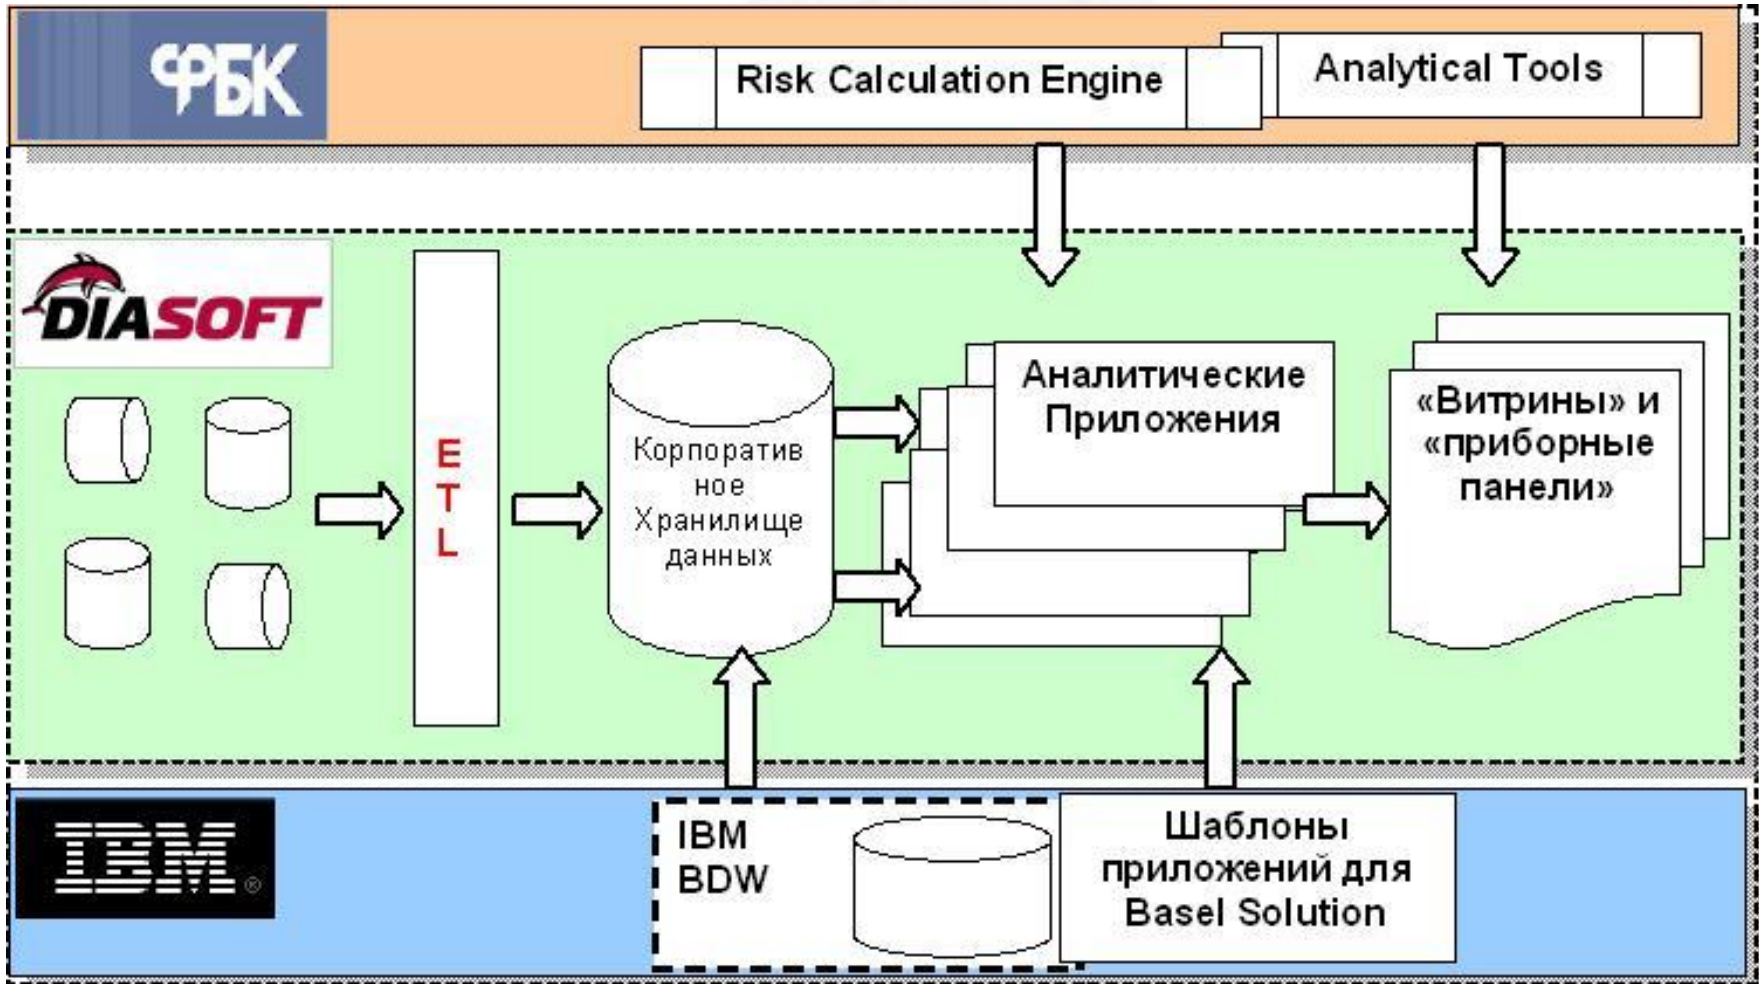 ФБК
Risk Calculation Engine
Analytical Tools
DIASOFT
E
T
L
Корпоратив
ное
Хранилище
данных
Аналитические
Приложения
«Витрины» и
«приборные
панели»
IBM
®
IBM
BDW
Шаблоны
приложений для
Basel Solution